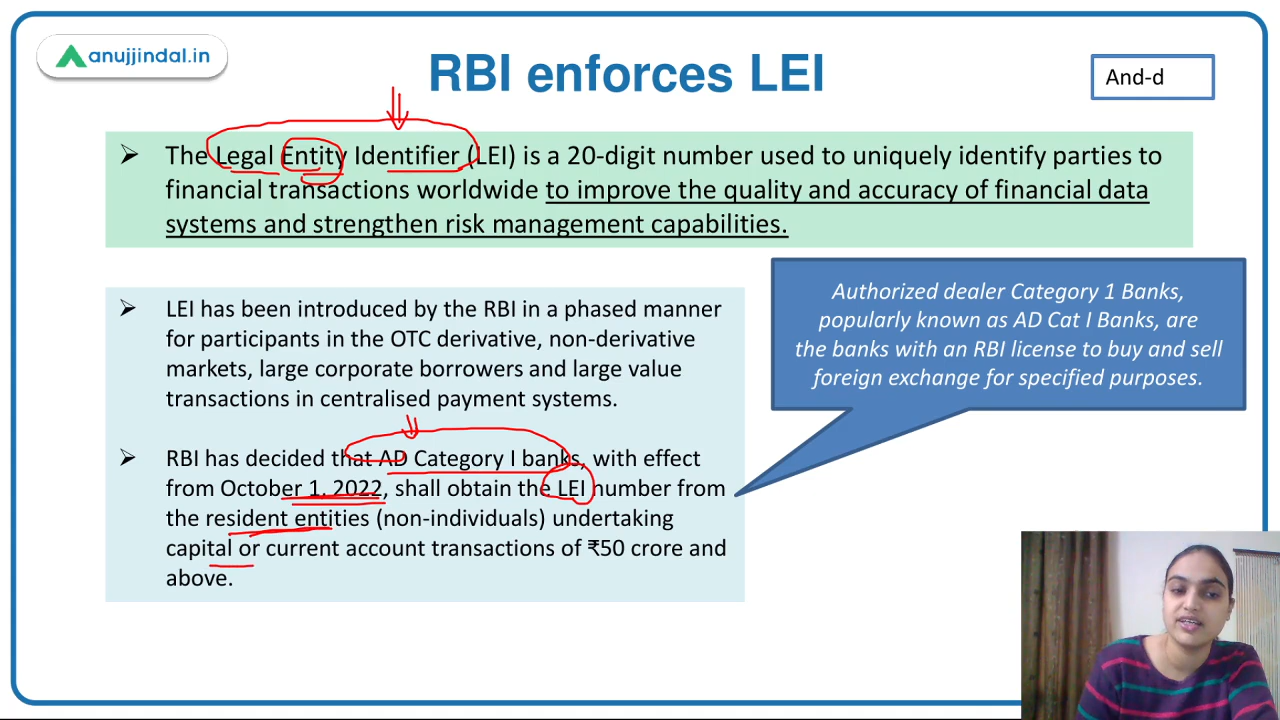 anujjindal.in
RBI enforces LEI
And-d
➢ The Legal Entity Identifier (LEI) is a 20-digit number used to uniquely identify parties to
financial transactions worldwide to improve the quality and accuracy of financial data
systems and strengthen risk management capabilities.
➢ LEI has been introduced by the RBI in a phased manner
for participants in the OTC derivative, non-derivative
markets, large corporate borrowers and large value
transactions in centralised payment systems.
➢ RBI has decided that AD Category I banks, with effect
from October 1, 2022, shall obtain the LEI number from
the resident entities (non-individuals) undertaking
capital or current account transactions of ₹50 crore and
above.
Authorized dealer Category 1 Banks,
popularly known as AD Cat I Banks, are
the banks with an RBI license to buy and sell
foreign exchange for specified purposes.